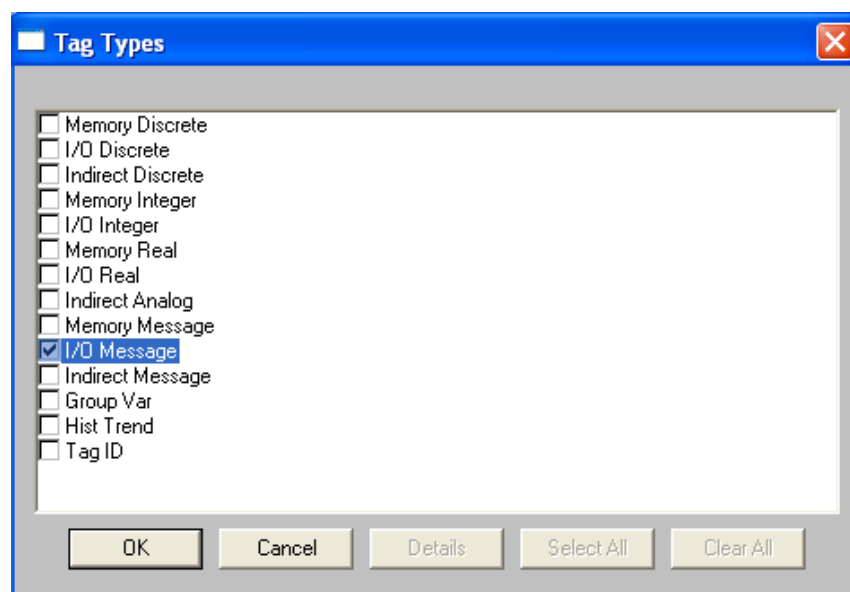 Tag Types
Memory Discrete
I/O Discrete
Indirect Discrete
Memory Integer
I/O Integer
Memory Real
I/O Real
Indirect Analog
Memory Message
I/O Message
Indirect Message
Group Var
Hist Trend
Tag ID
OK Cancel Details Select All Clear All